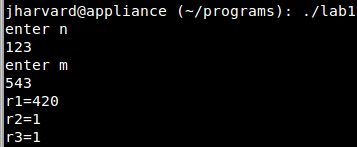 jharvard@appliance (~/programs): ./lab1
enter n
123
enter m
543
r1=420
r2=1
r3=1